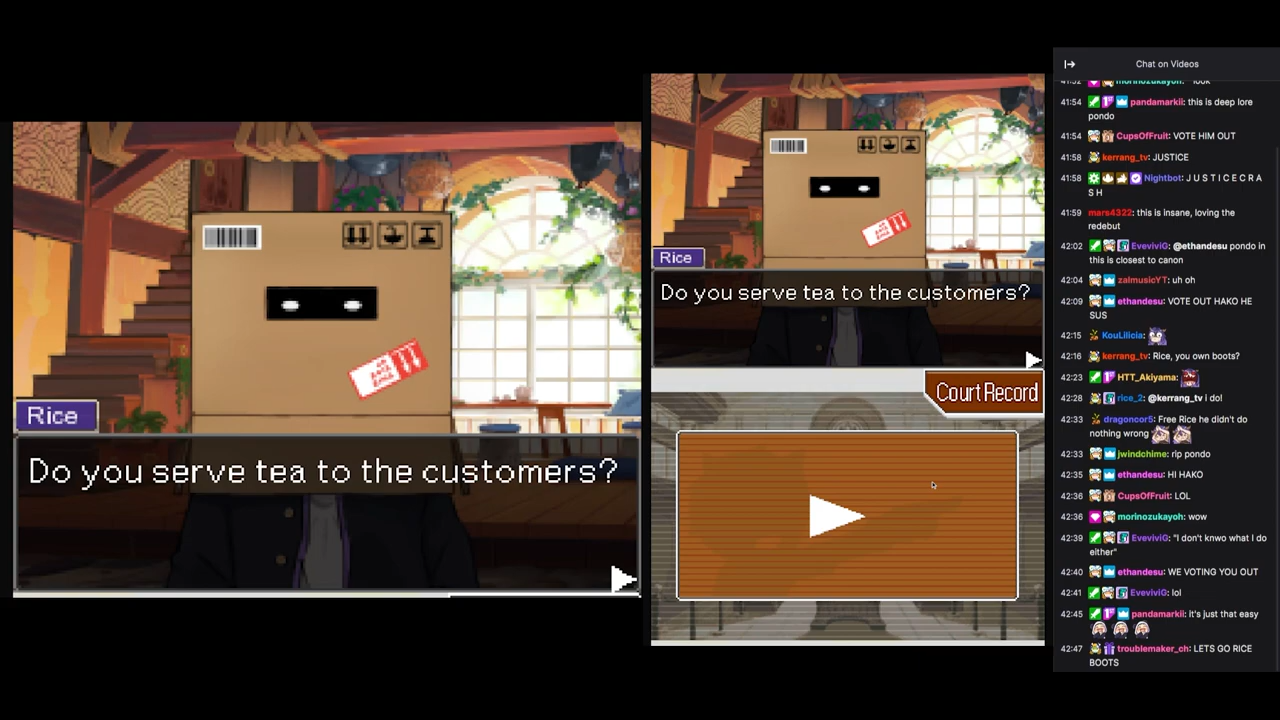 Rice
Do you serve tea to the customers?
Rice
Do you serve tea to the customers?
Court Record
Chat on Videos
41:52 morinozukayoh: look
41:54 pandamarkii: this is deep lore
pondo
41:54 CupsOfFruit: VOTE HIM OUT
41:58 kerrang_tv: JUSTICE
41:58 Nightbot: J U S T I C E C R A
S H
41:59 mars4322: this is insane, loving the
redebut
42:02 EveviviG: @ethandesu pondo in
this is closest to canon
42:04 zalmusicYT: uh oh
42:09 ethandesu: VOTE OUT HAKO HE
SUS
42:15 KouLilicia:
42:16 kerrang_tv: Rice, you own boots?
42:23 HTT_Akiyama:
42:28 rice_2: @kerrang_tv i do!
42:33 dragoncor5: Free Rice he didn't do
nothing wrong
42:33 jwindchime: rip pondo
42:35 ethandesu: HI HAKO
42:36 CupsOfFruit: LOL
42:36 morinozukayoh: wow
42:39 EveviviG: "I don't knwo what I do
either"
42:40 ethandesu: WE VOTING YOU OUT
42:41 EveviviG: lol
42:45 pandamarkii: it's just that easy
42:47 troublemaker_ch: LETS GO RICE
BOOTS